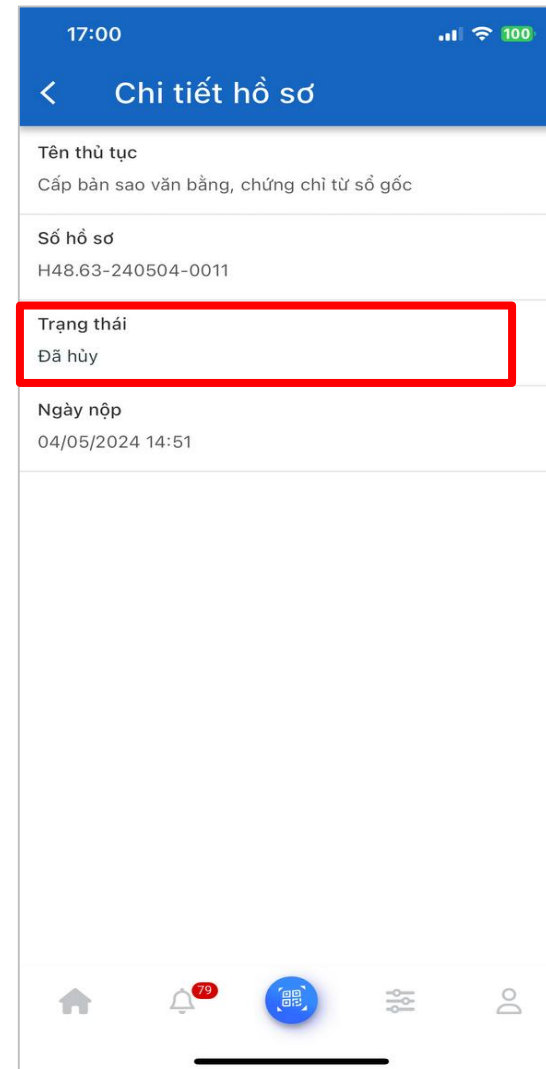 17:00
100
Chi tiết hồ sơ
Tên thủ tục
Cấp bản sao văn bằng, chứng chỉ từ sổ gốc
Số hồ sơ
H48.63-240504-0011
Trạng thái
Đã hủy
Ngày nộp
04/05/2024 14:51
79